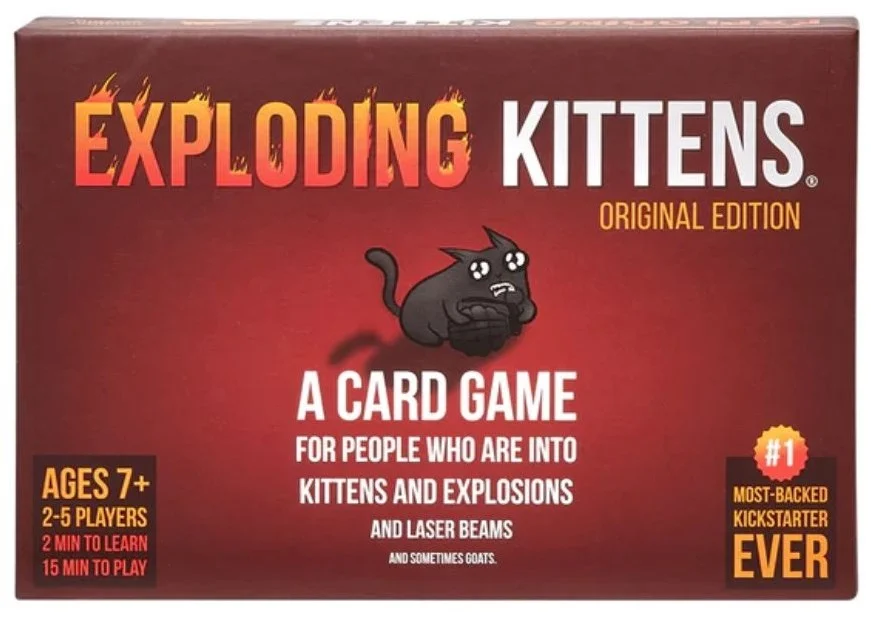 EXPLODING KITTENS®
ORIGINAL EDITION
A CARD GAME
FOR PEOPLE WHO ARE INTO
KITTENS AND EXPLOSIONS
AND LASER BEAMS
AND SOMETIMES GOATS.
AGES 7+
2-5 PLAYERS
2 MIN TO LEARN
15 MIN TO PLAY
#1
MOST-BACKED
KICKSTARTER
EVER